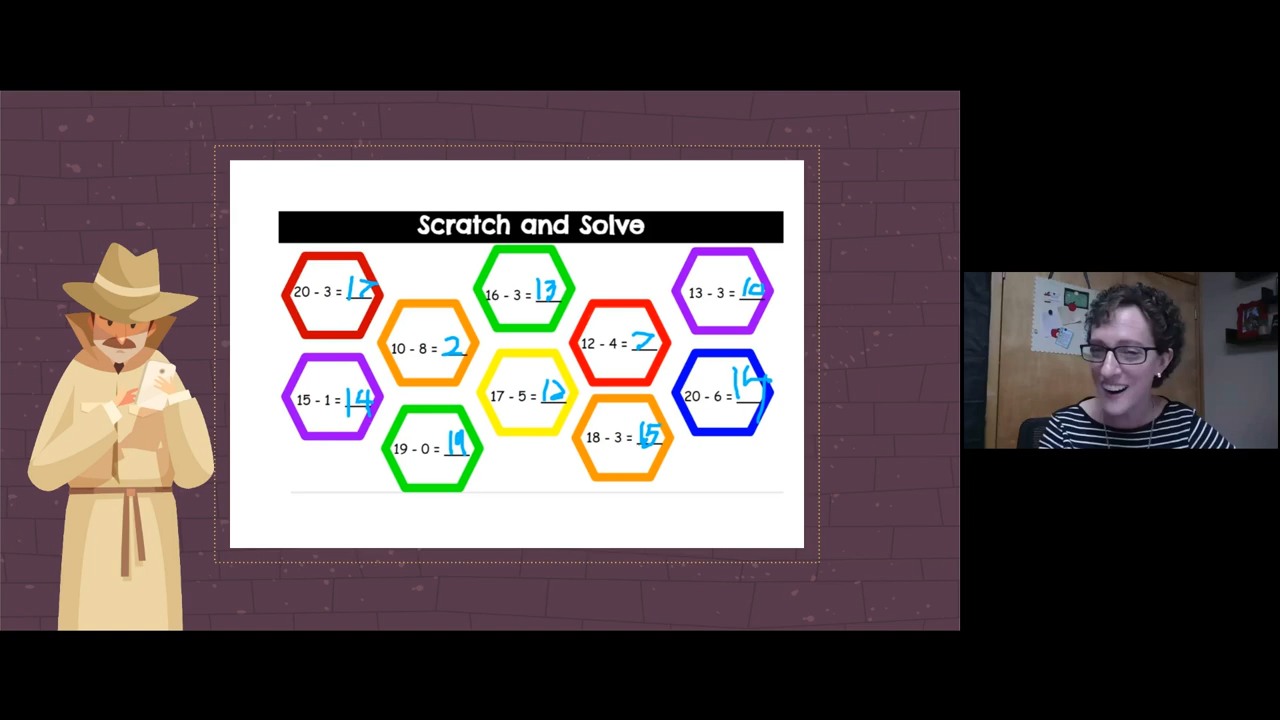 Scratch and Solve
20 - 3 = 17
16 - 3 = 13
13 - 3 = 10
10 - 8 = 2
12 - 4 =
15 - 1 = 14
17 - 5 = 12
20 - 6 = 14
19 - 0 = 19
18 - 3 = 15